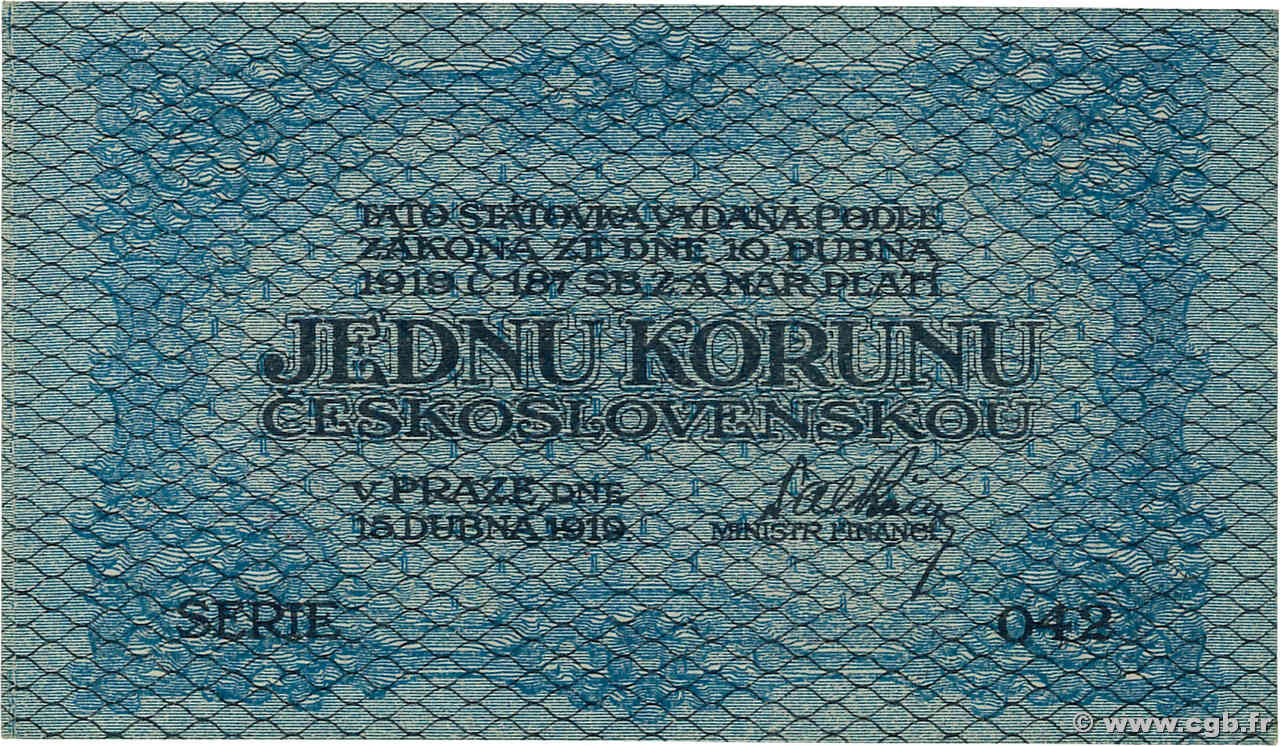 TATO STÁTOVKA VYDANÁ PODLE
ZÁKONA ZE DNE 10. DUBNA
1919 Č. 187 SB. Z. A NAŘ. PLATÍ
JEDNU KORUNU
ČESKOSLOVENSKOU
V PRAZE, DNE
15. DUBNA 1919.
MINISTR FINANCÍ.
SERIE
042
© www.cgb.fr